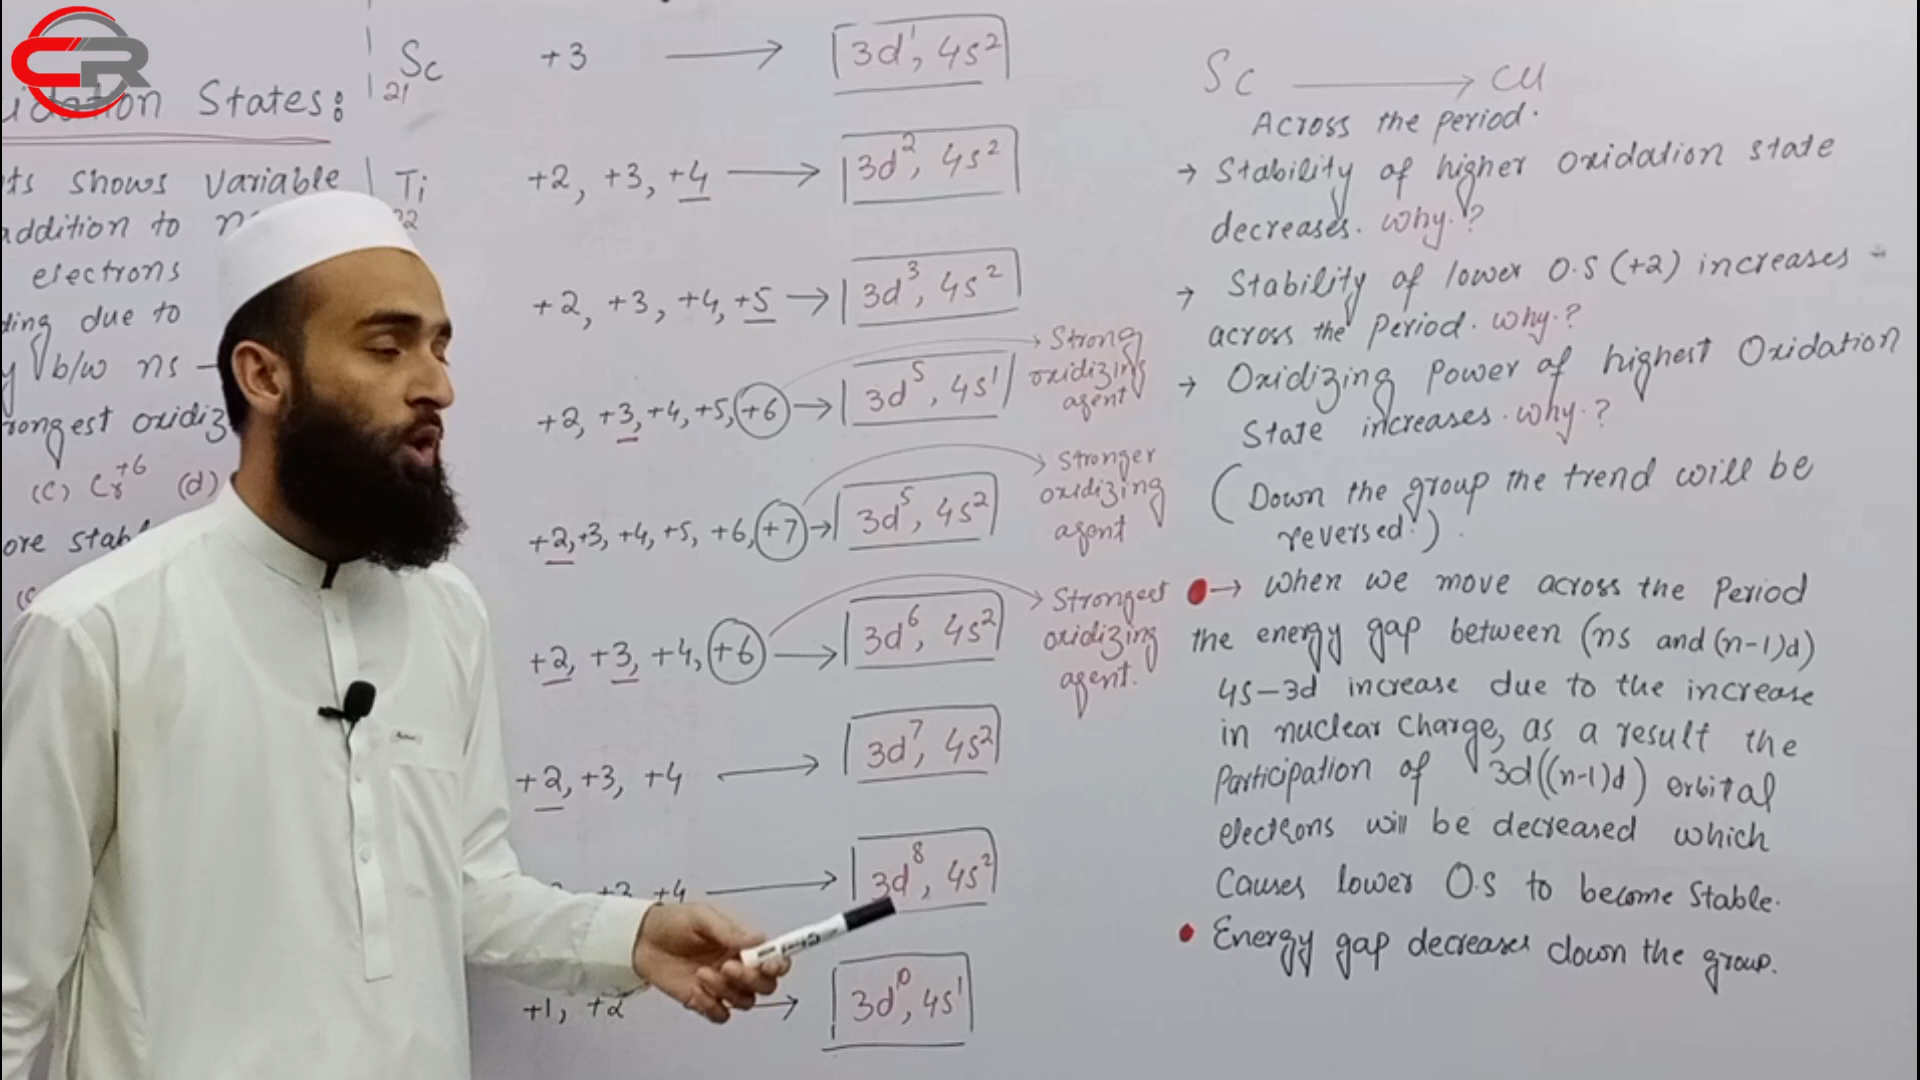 CR
idation States:
ts shows variable
addition to n
electrons
ding due to
y b/w ns -
rongest oxidiz
(c) Cr+6 (d)
ore stab
21Sc +3 → 3d1, 4s2
Ti +2, +3, +4 → 3d2, 4s2
22
+2, +3, +4, +5 → 3d3, 4s2
+2, +3, +4, +5, +6 → 3d5, 4s1
Strong
oxidizing
agent
+2, +3, +4, +5, +6, +7 → 3d5, 4s2
Stronger
oxidizing
agent
+2, +3, +4, +6 → 3d6, 4s2
Strongest
oxidizing
agent.
+2, +3, +4 → 3d7, 4s2
+4 → 3d8, 4s2
+1, +2 → 3d10, 4s1
Sc → Cu
Across the period.
→ Stability of higher oxidation state
decreases. why.?
→ Stability of lower O.S (+2) increases
across the Period. why.?
→ Oxidizing Power of highest Oxidation
State increases. why.?
(Down the group the trend will be
reversed.).
→ when we move across the Period
the energy gap between (ns and (n-1)d)
4s-3d increase due to the increase
in nuclear Charge, as a result the
Participation of 3d((n-1)d) orbital
electrons will be decreased which
Causes lower O.S to become Stable.
• Energy gap decreases down the group.